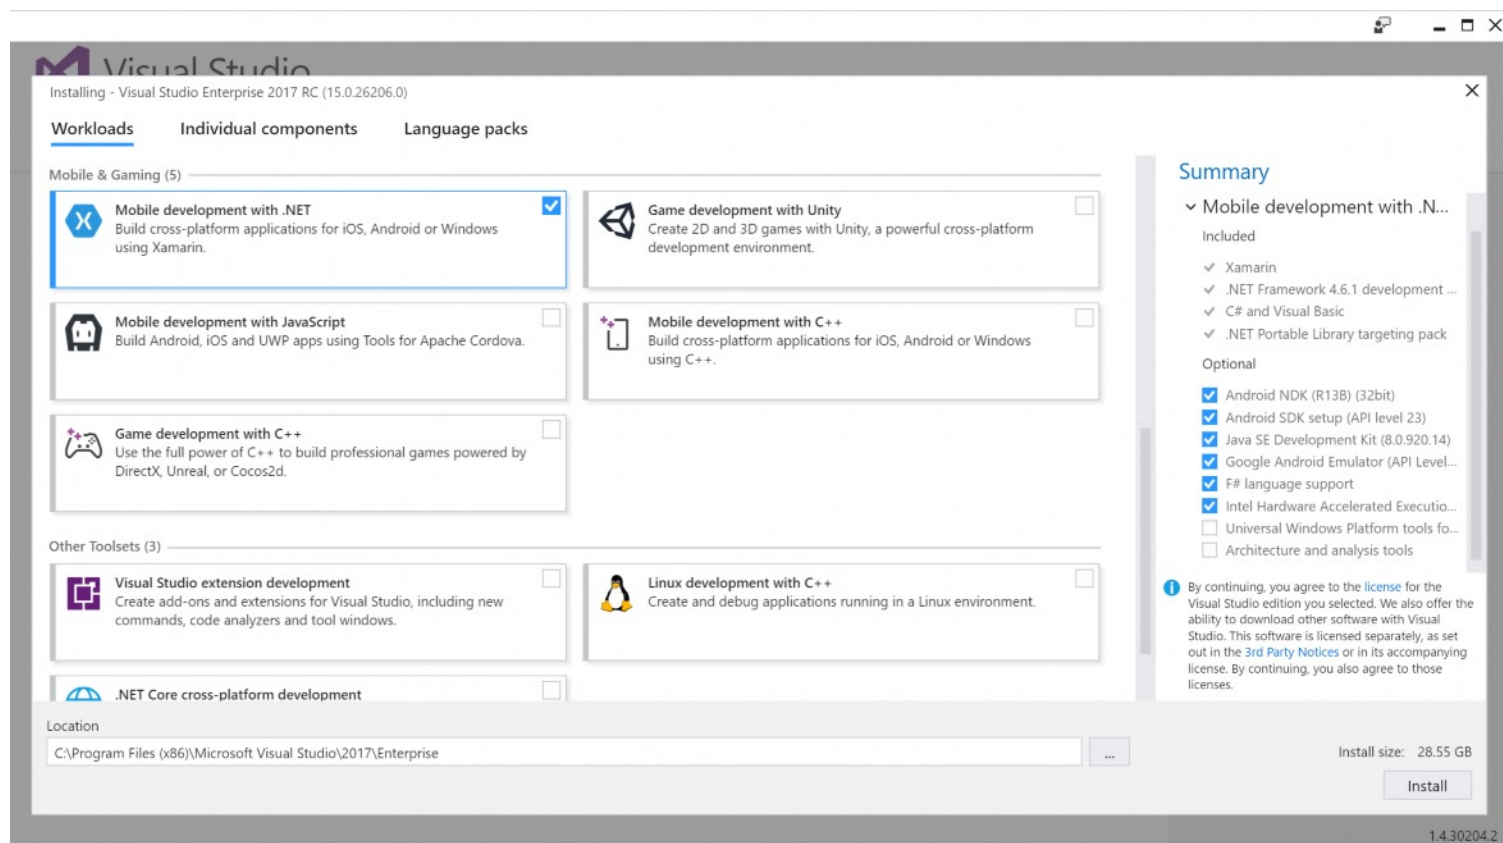 Visual Studio
Installing - Visual Studio Enterprise 2017 RC (15.0.26206.0)
Workloads
Individual components
Language packs
Mobile & Gaming (5)
Mobile development with .NET
Build cross-platform applications for iOS, Android or Windows
using Xamarin.
Game development with Unity
Create 2D and 3D games with Unity, a powerful cross-platform
development environment.
Mobile development with JavaScript
Build Android, iOS and UWP apps using Tools for Apache Cordova.
Mobile development with C++
Build cross-platform applications for iOS, Android or Windows
using C++.
Game development with C++
Use the full power of C++ to build professional games powered by
DirectX, Unreal, or Cocos2d.
Other Toolsets (3)
Visual Studio extension development
Create add-ons and extensions for Visual Studio, including new
commands, code analyzers and tool windows.
Linux development with C++
Create and debug applications running in a Linux environment.
.NET Core cross-platform development
Summary
Mobile development with .N...
Included
Xamarin
.NET Framework 4.6.1 development ...
C# and Visual Basic
.NET Portable Library targeting pack
Optional
Android NDK (R13B) (32bit)
Android SDK setup (API level 23)
Java SE Development Kit (8.0.920.14)
Google Android Emulator (API Level...
F# language support
Intel Hardware Accelerated Executio...
Universal Windows Platform tools fo...
Architecture and analysis tools
By continuing, you agree to the license for the
Visual Studio edition you selected. We also offer the
ability to download other software with Visual
Studio. This software is licensed separately, as set
out in the 3rd Party Notices or in its accompanying
license. By continuing, you also agree to those
licenses.
Location
C:\Program Files (x86)\Microsoft Visual Studio\2017\Enterprise
...
Install size: 28.55 GB
Install
1.4.30204.2